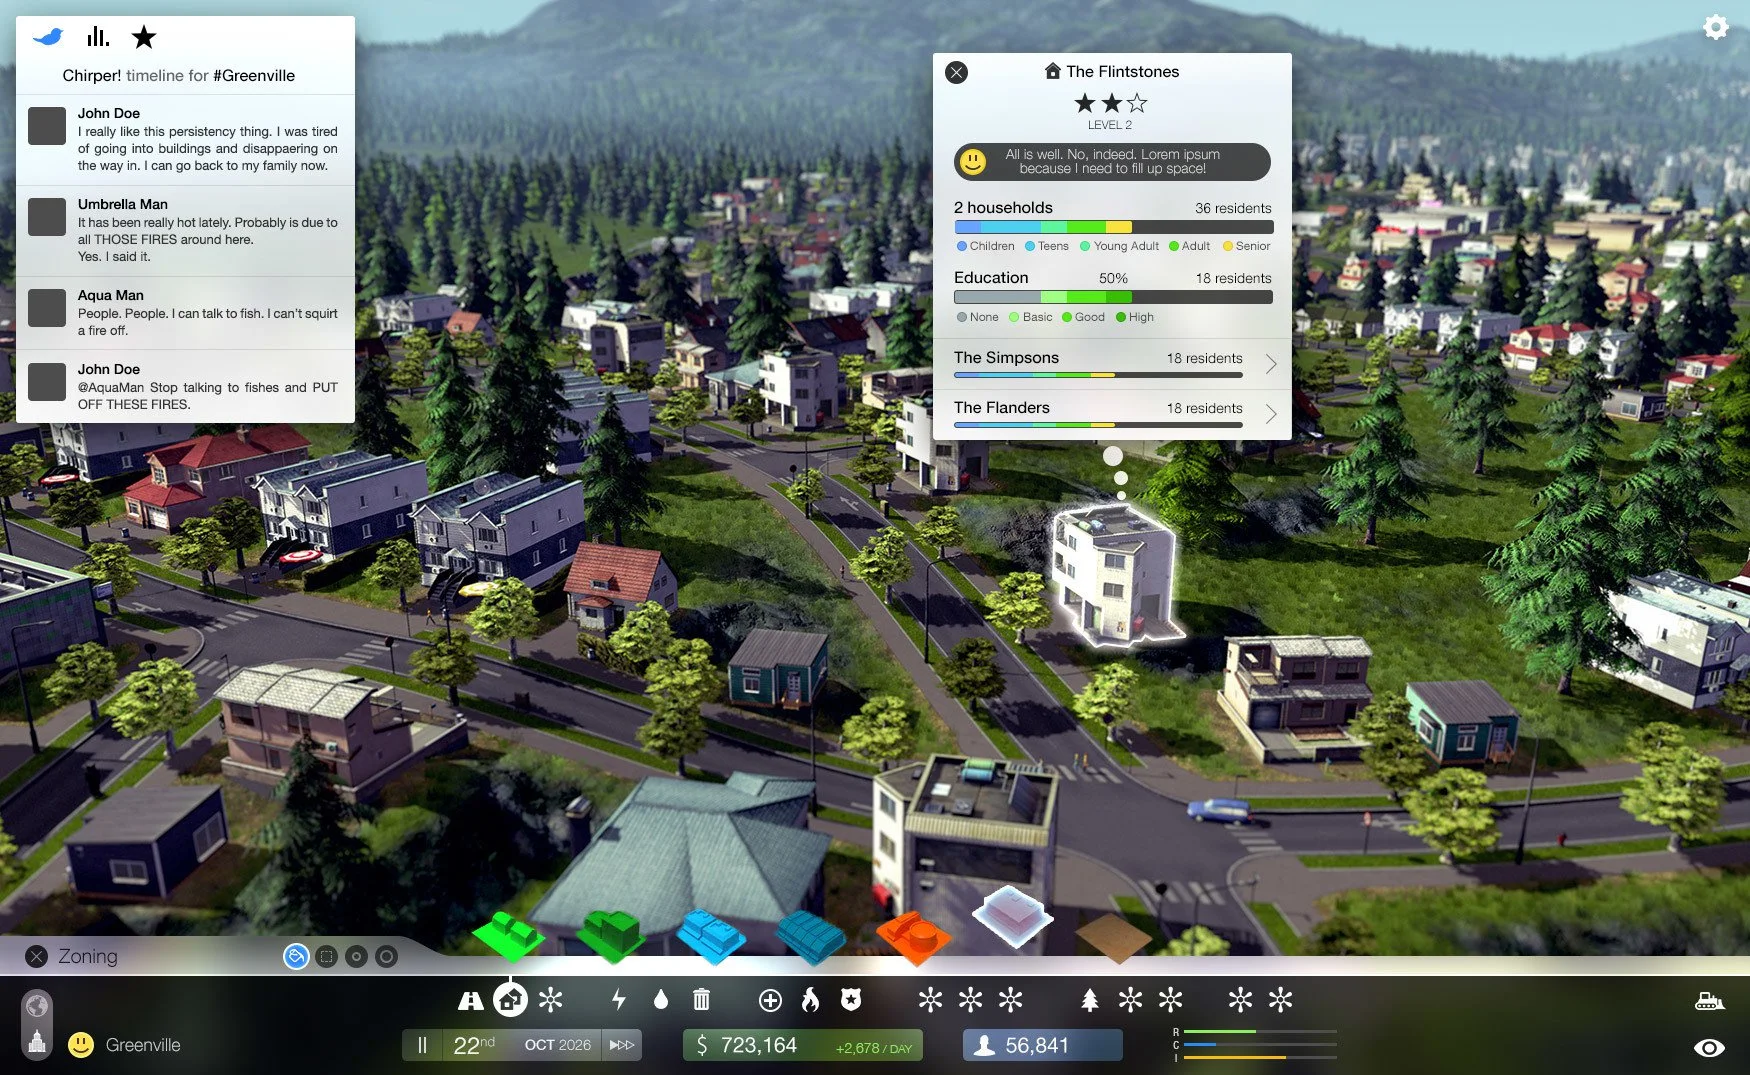 Chirper! timeline for #Greenville
John Doe
I really like this persistency thing. I was tired
of going into buildings and disappaering on
the way in. I can go back to my family now.
Umbrella Man
It has been really hot lately. Probably is due to
all THOSE FIRES around here.
Yes. I said it.
Aqua Man
People. People. I can talk to fish. I can't squirt
a fire off.
John Doe
@AquaMan Stop talking to fishes and PUT
OFF THESE FIRES.
The Flintstones
LEVEL 2
All is well. No, indeed. Lorem ipsum
because I need to fill up space!
2 households 36 residents
Children Teens Young Adult Adult Senior
Education 50% 18 residents
None Basic Good High
The Simpsons 18 residents
The Flanders 18 residents
Zoning
Greenville
22nd OCT 2026
$ 723,164 +2,678 / DAY
56,841
R
C
I